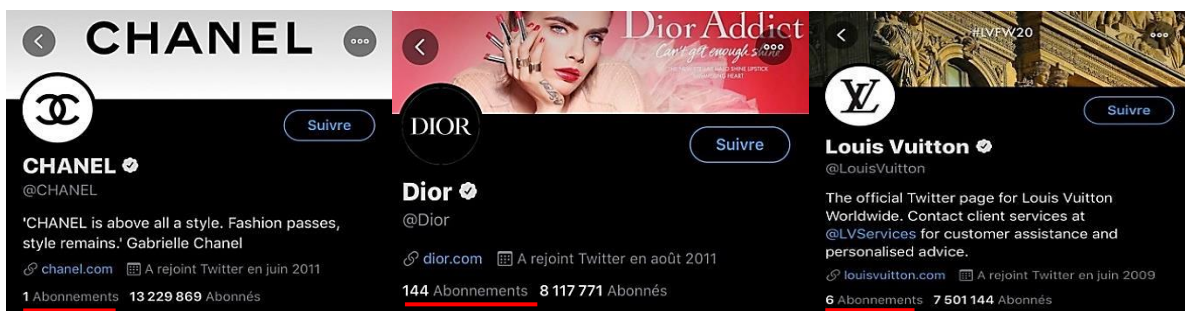 CHANEL
Suivre
CHANEL
@CHANEL
'CHANEL is above all a style. Fashion passes,
style remains.' Gabrielle Chanel
chanel.com A rejoint Twitter en juin 2011
1 Abonnements 13 229 869 Abonnés
Dior Addict
Can't get enough shine
DIOR
Suivre
Dior
@Dior
dior.com A rejoint Twitter en août 2011
144 Abonnements 8 117 771 Abonnés
#LVFW20
LV
Suivre
Louis Vuitton
@LouisVuitton
The official Twitter page for Louis Vuitton
Worldwide. Contact client services at
@LVServices for customer assistance and
personalised advice.
louisvuitton.com A rejoint Twitter en juin 2009
6 Abonnements 7 501 144 Abonnés